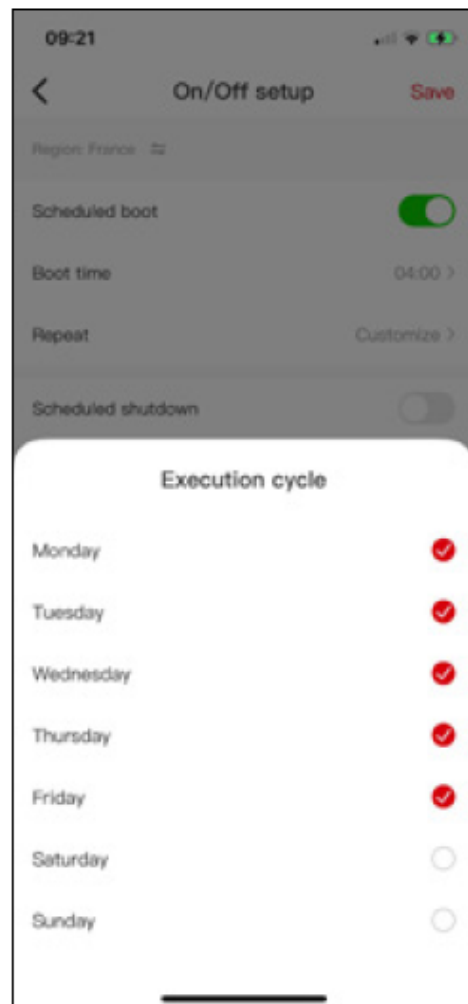 09:21
On/Off setup Save
Region: France
Scheduled boot
Boot time 04:00
Repeat Customize
Scheduled shutdown
Execution cycle
Monday
Tuesday
Wednesday
Thursday
Friday
Saturday
Sunday